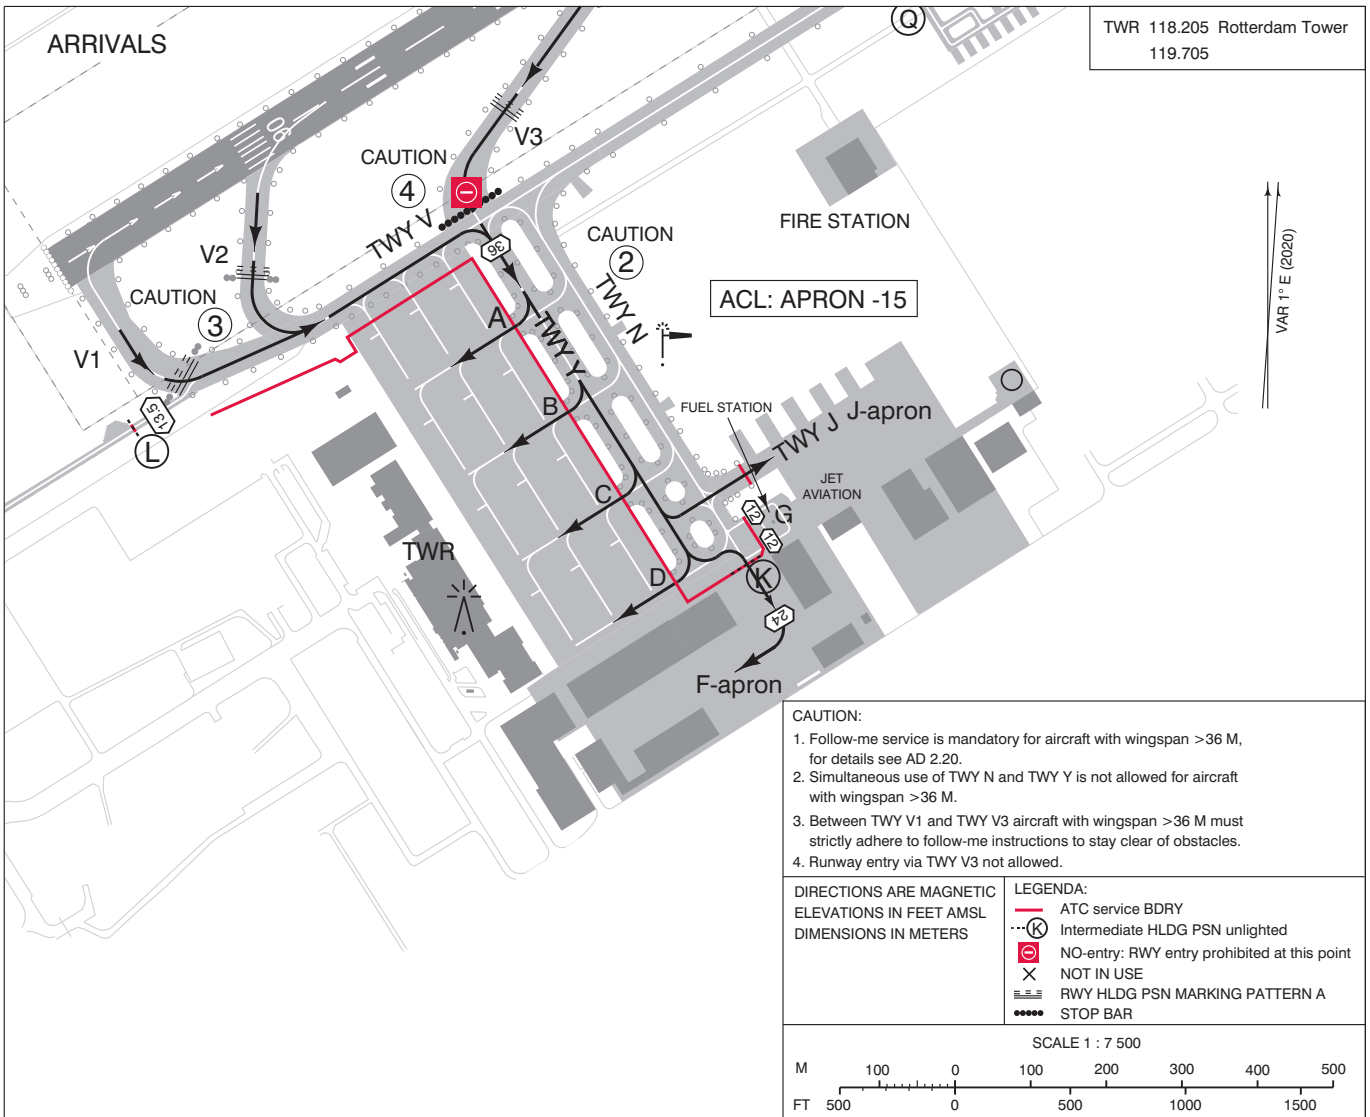 ARRIVALS
TWR 118.205 Rotterdam Tower
119.705
Q
06
V3
CAUTION
4
TWY V
36
V2
CAUTION
3
V1
13.5
L
CAUTION
2
TWY N
FIRE STATION
ACL: APRON -15
VAR 1° E (2020)
A
TWY Y
B
C
D
FUEL STATION
TWY J
J-apron
JET
AVIATION
12
G
12
K
24
F-apron
TWR
CAUTION:
1. Follow-me service is mandatory for aircraft with wingspan >36 M,
for details see AD 2.20.
2. Simultaneous use of TWY N and TWY Y is not allowed for aircraft
with wingspan >36 M.
3. Between TWY V1 and TWY V3 aircraft with wingspan >36 M must
strictly adhere to follow-me instructions to stay clear of obstacles.
4. Runway entry via TWY V3 not allowed.
DIRECTIONS ARE MAGNETIC
ELEVATIONS IN FEET AMSL
DIMENSIONS IN METERS
LEGENDA:
ATC service BDRY
K Intermediate HLDG PSN unlighted
NO-entry: RWY entry prohibited at this point
NOT IN USE
RWY HLDG PSN MARKING PATTERN A
STOP BAR
SCALE 1 : 7 500
M 100 0 100 200 300 400 500
FT 500 0 500 1000 1500